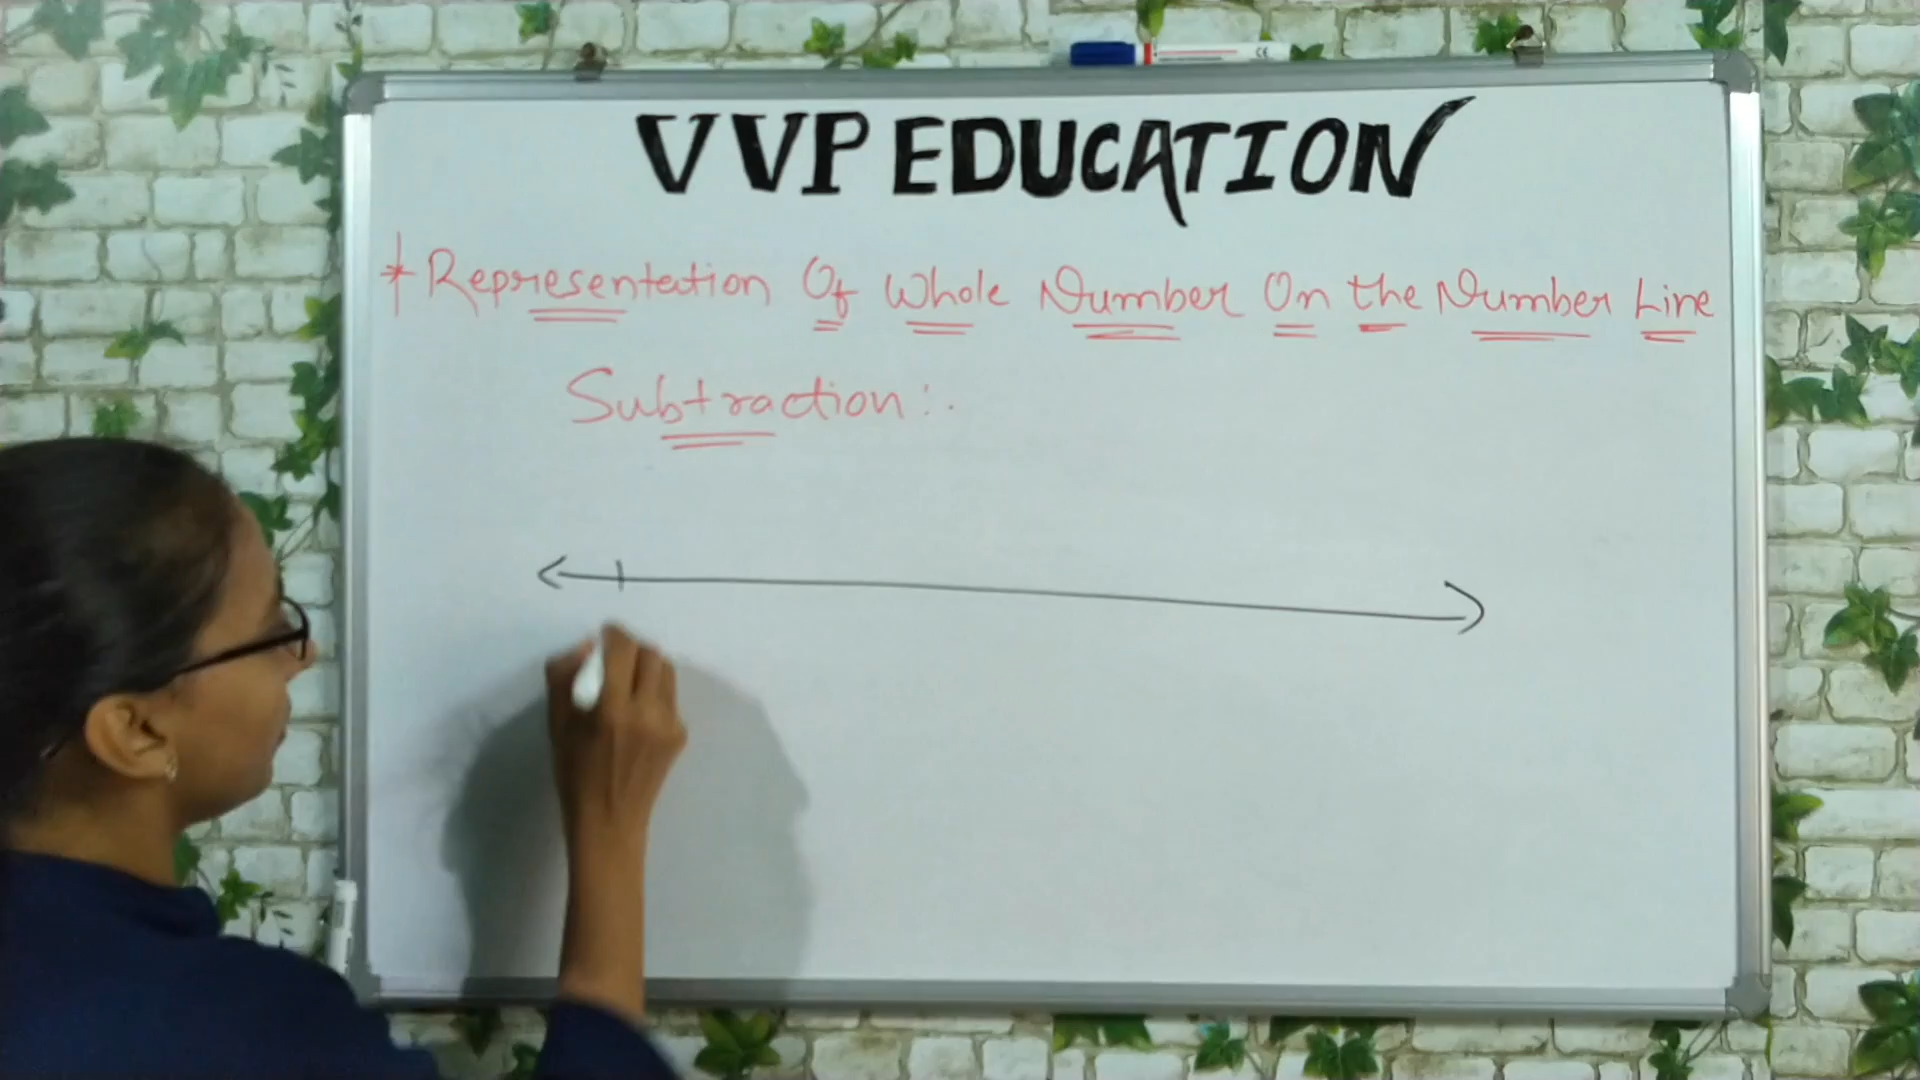 VVP EDUCATION
* Representation Of Whole Number On the Number Line
Subtraction :.